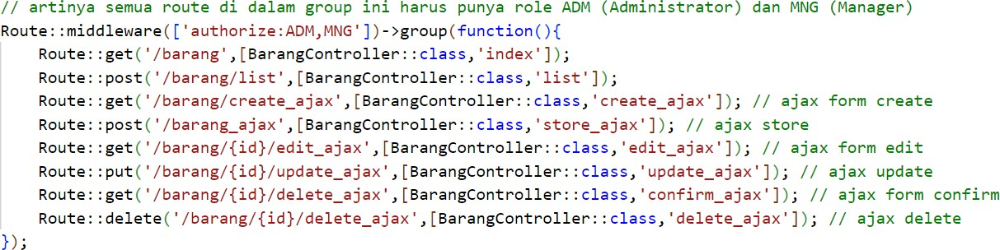 // artinya semua route di dalam group ini harus punya role ADM (Administrator) dan MNG (Manager)
Route::middleware(['authorize:ADM,MNG'])->group(function(){
    Route::get('/barang',[BarangController::class,'index']);
    Route::post('/barang/list',[BarangController::class,'list']);
    Route::get('/barang/create_ajax',[BarangController::class,'create_ajax']); // ajax form create
    Route::post('/barang_ajax',[BarangController::class,'store_ajax']); // ajax store
    Route::get('/barang/{id}/edit_ajax',[BarangController::class,'edit_ajax']); // ajax form edit
    Route::put('/barang/{id}/update_ajax',[BarangController::class,'update_ajax']); // ajax update
    Route::get('/barang/{id}/delete_ajax',[BarangController::class,'confirm_ajax']); // ajax form confirm
    Route::delete('/barang/{id}/delete_ajax',[BarangController::class,'delete_ajax']); // ajax delete
});